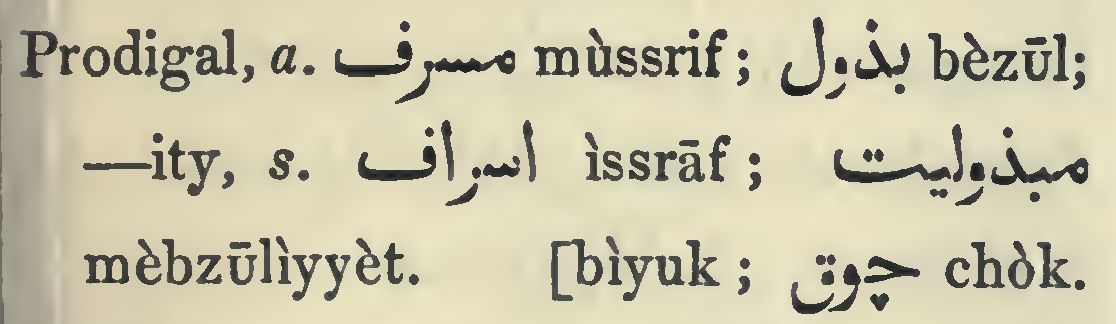 Prodigal, a. مسرف mùssrif; بذول bèzūl;
—ity, s. اسراف ìssrāf; مبذوليت
mèbzūlìyyèt. [bìyuk; چوق chòk.